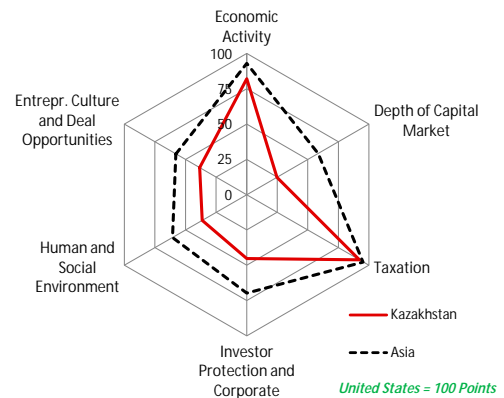 Economic
Activity
100
75
50
25
0
Entrepr. Culture
and Deal
Opportunities
Depth of Capital
Market
Human and
Social
Environment
Taxation
Kazakhstan
Investor
Protection and
Corporate
Asia
United States = 100 Points